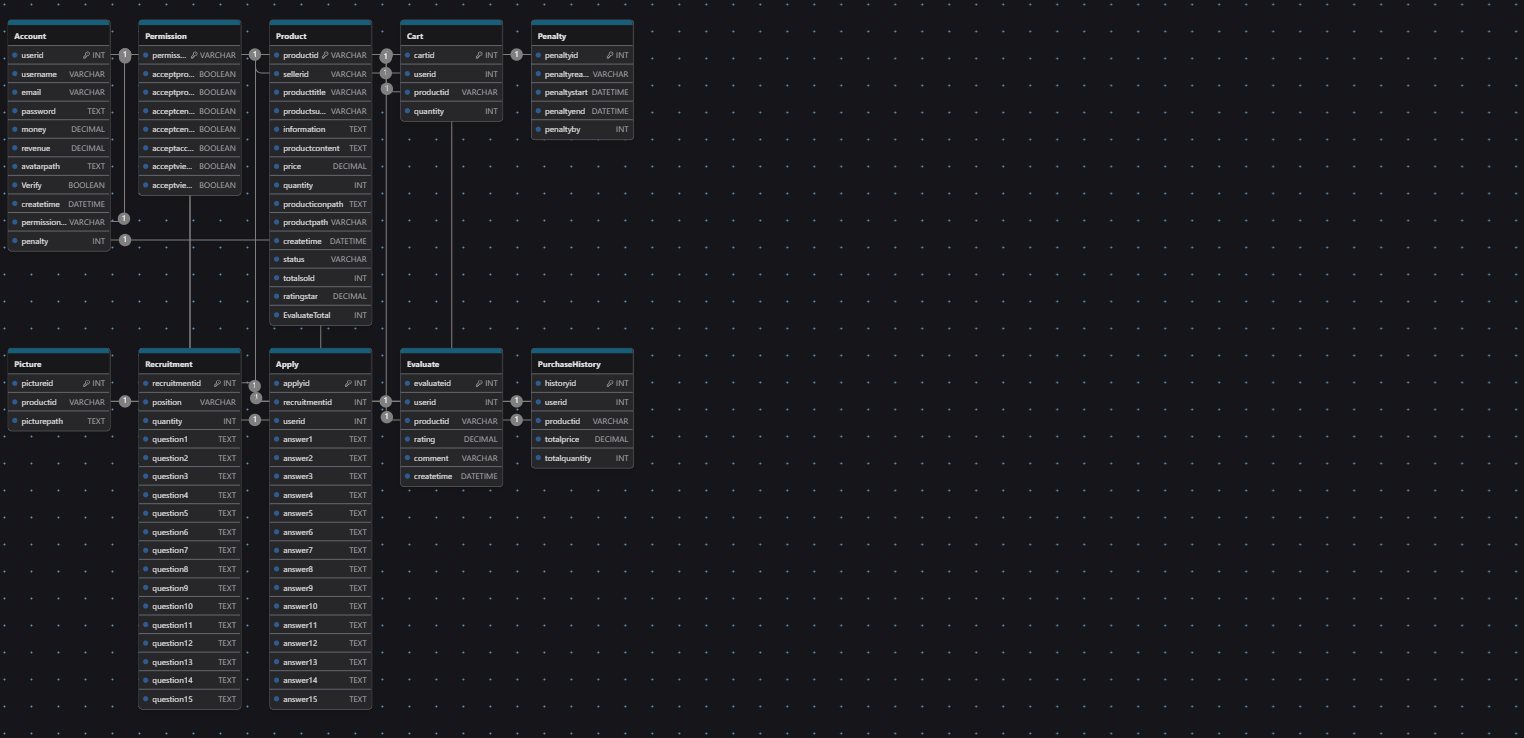 Account
userid INT
username VARCHAR
email VARCHAR
password TEXT
money DECIMAL
revenue DECIMAL
avatarpath TEXT
Verify BOOLEAN
createtime DATETIME
permission... VARCHAR
penalty INT
1
1
1
Permission
permiss... VARCHAR
acceptpro... BOOLEAN
acceptpro... BOOLEAN
acceptcen... BOOLEAN
acceptcen... BOOLEAN
acceptacc... BOOLEAN
acceptvie... BOOLEAN
acceptvie... BOOLEAN
1
Product
productid VARCHAR
sellerid VARCHAR
producttitle VARCHAR
productsu... VARCHAR
information TEXT
productcontent TEXT
price DECIMAL
quantity INT
producticonpath TEXT
productpath VARCHAR
createtime DATETIME
status VARCHAR
totalsold INT
ratingstar DECIMAL
EvaluateTotal INT
1
1
1
Cart
cartid INT
userid INT
productid VARCHAR
quantity INT
1
Penalty
penaltyid INT
penaltyrea... VARCHAR
penaltystart DATETIME
penaltyend DATETIME
penaltyby INT
Picture
pictureid INT
productid VARCHAR
picturepath TEXT
1
Recruitment
recruitmentid INT
position VARCHAR
quantity INT
question1 TEXT
question2 TEXT
question3 TEXT
question4 TEXT
question5 TEXT
question6 TEXT
question7 TEXT
question8 TEXT
question9 TEXT
question10 TEXT
question11 TEXT
question12 TEXT
question13 TEXT
question14 TEXT
question15 TEXT
1
1
1
Apply
applyid INT
recruitmentid INT
userid INT
answer1 TEXT
answer2 TEXT
answer3 TEXT
answer4 TEXT
answer5 TEXT
answer6 TEXT
answer7 TEXT
answer8 TEXT
answer9 TEXT
answer10 TEXT
answer11 TEXT
answer12 TEXT
answer13 TEXT
answer14 TEXT
answer15 TEXT
1
1
Evaluate
evaluateid INT
userid INT
productid VARCHAR
rating DECIMAL
comment VARCHAR
createtime DATETIME
1
1
PurchaseHistory
historyid INT
userid INT
productid VARCHAR
totalprice DECIMAL
totalquantity INT